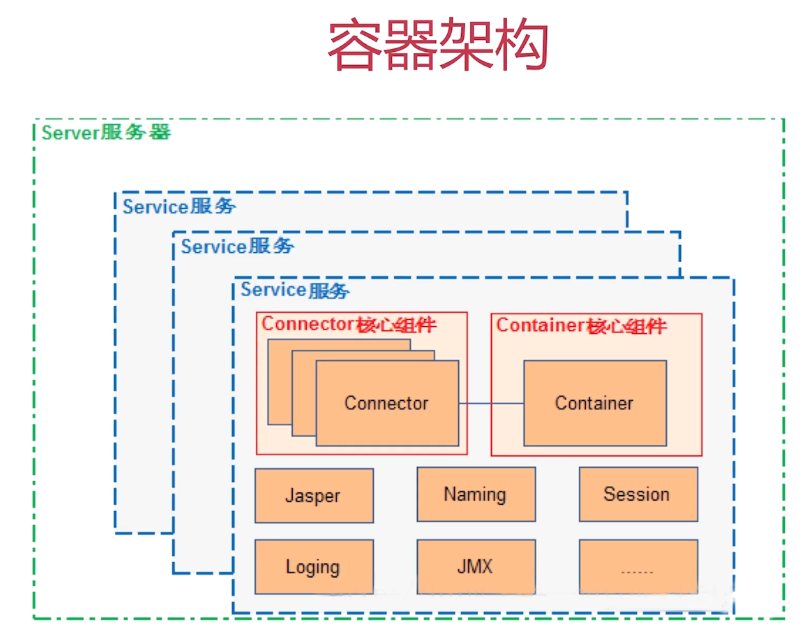 容器架构
Server服务器
Service服务
Service服务
Service服务
Connector核心组件
Container核心组件
Connector
Container
Jasper
Naming
Session
Loging
JMX
......